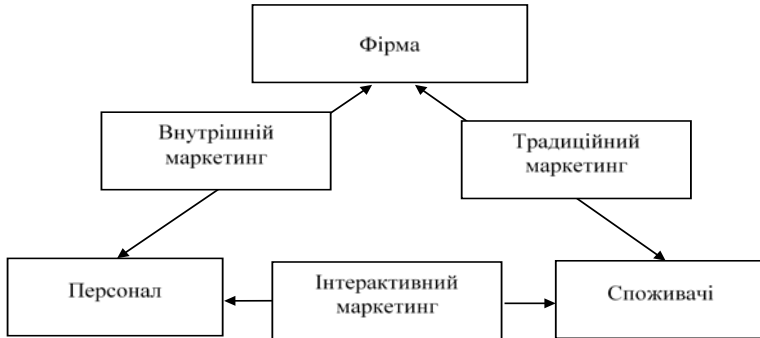 Фірма
Внутрішній
маркетинг
Традиційний
маркетинг
Персонал
Інтерактивний
маркетинг
Споживачі